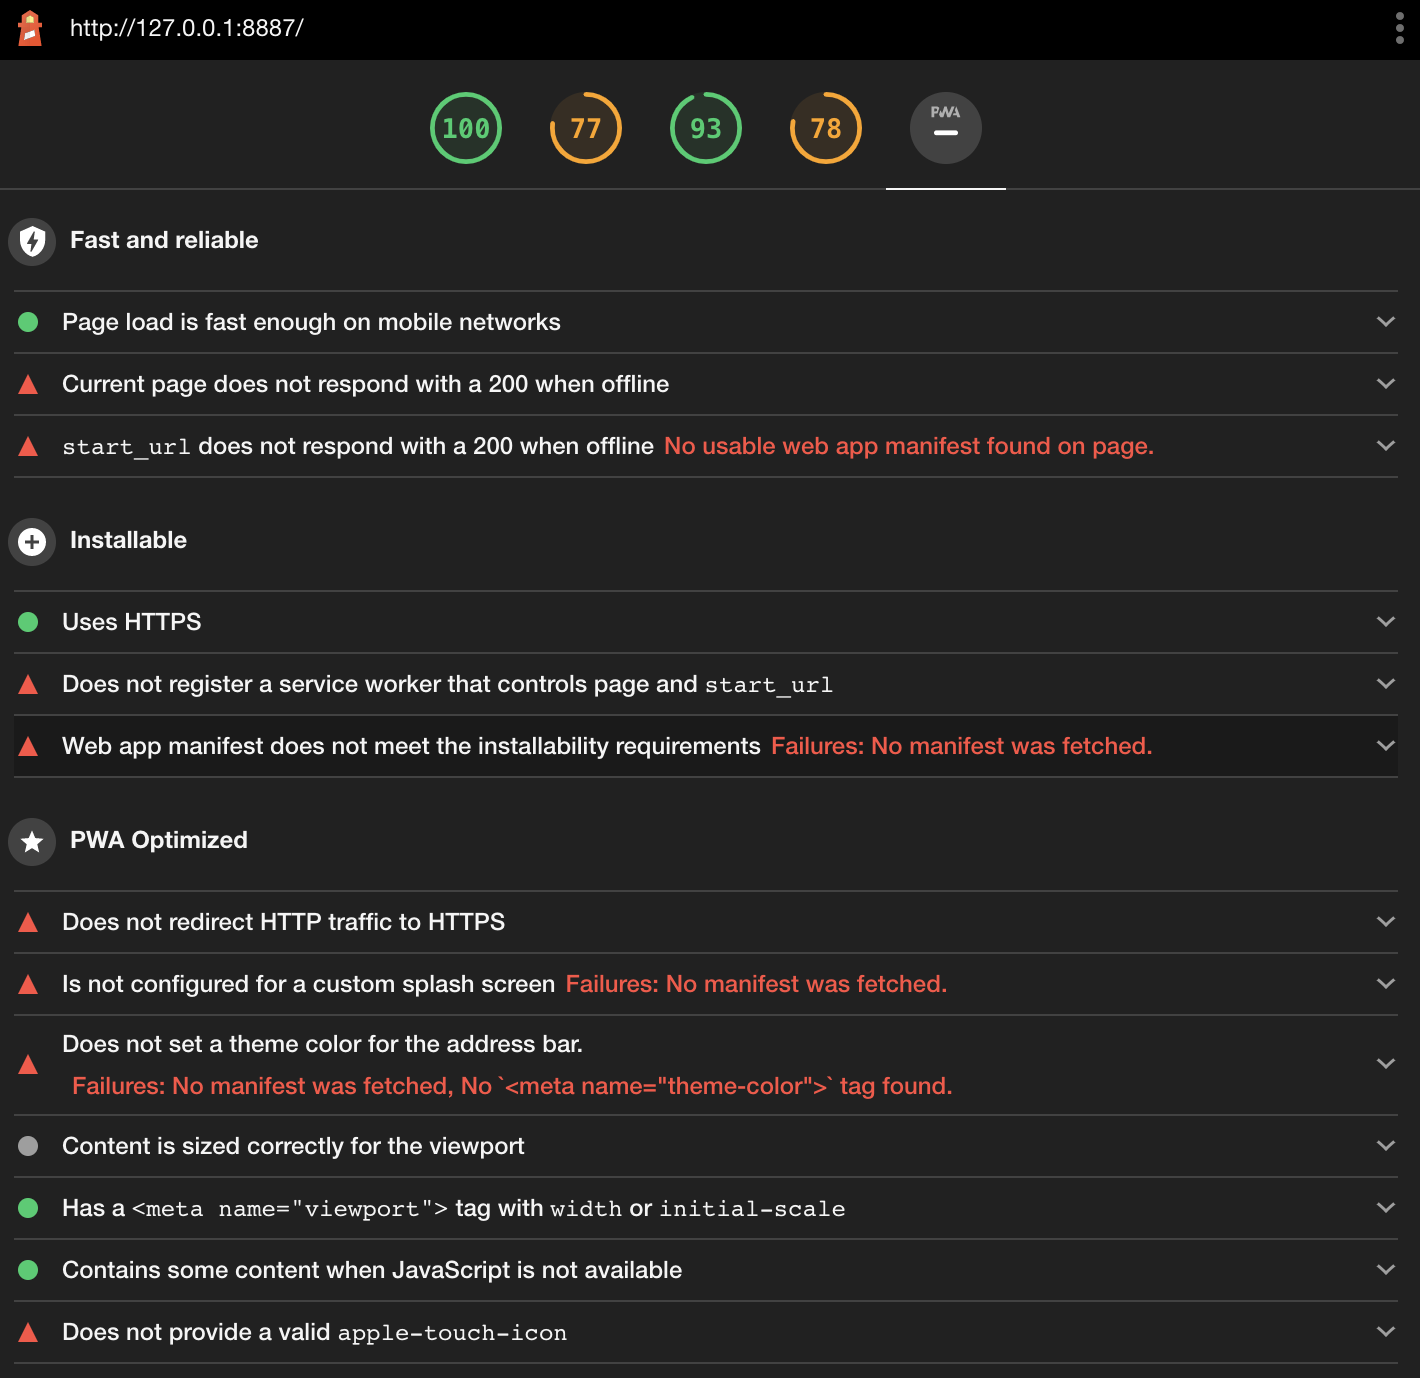 http://127.0.0.1:8887/
100
77
93
78
PWA
Fast and reliable
Page load is fast enough on mobile networks
Current page does not respond with a 200 when offline
start_url does not respond with a 200 when offline No usable web app manifest found on page.
Installable
Uses HTTPS
Does not register a service worker that controls page and start_url
Web app manifest does not meet the installability requirements Failures: No manifest was fetched.
PWA Optimized
Does not redirect HTTP traffic to HTTPS
Is not configured for a custom splash screen Failures: No manifest was fetched.
Does not set a theme color for the address bar.
Failures: No manifest was fetched, No `<meta name="theme-color">` tag found.
Content is sized correctly for the viewport
Has a <meta name="viewport"> tag with width or initial-scale
Contains some content when JavaScript is not available
Does not provide a valid apple-touch-icon